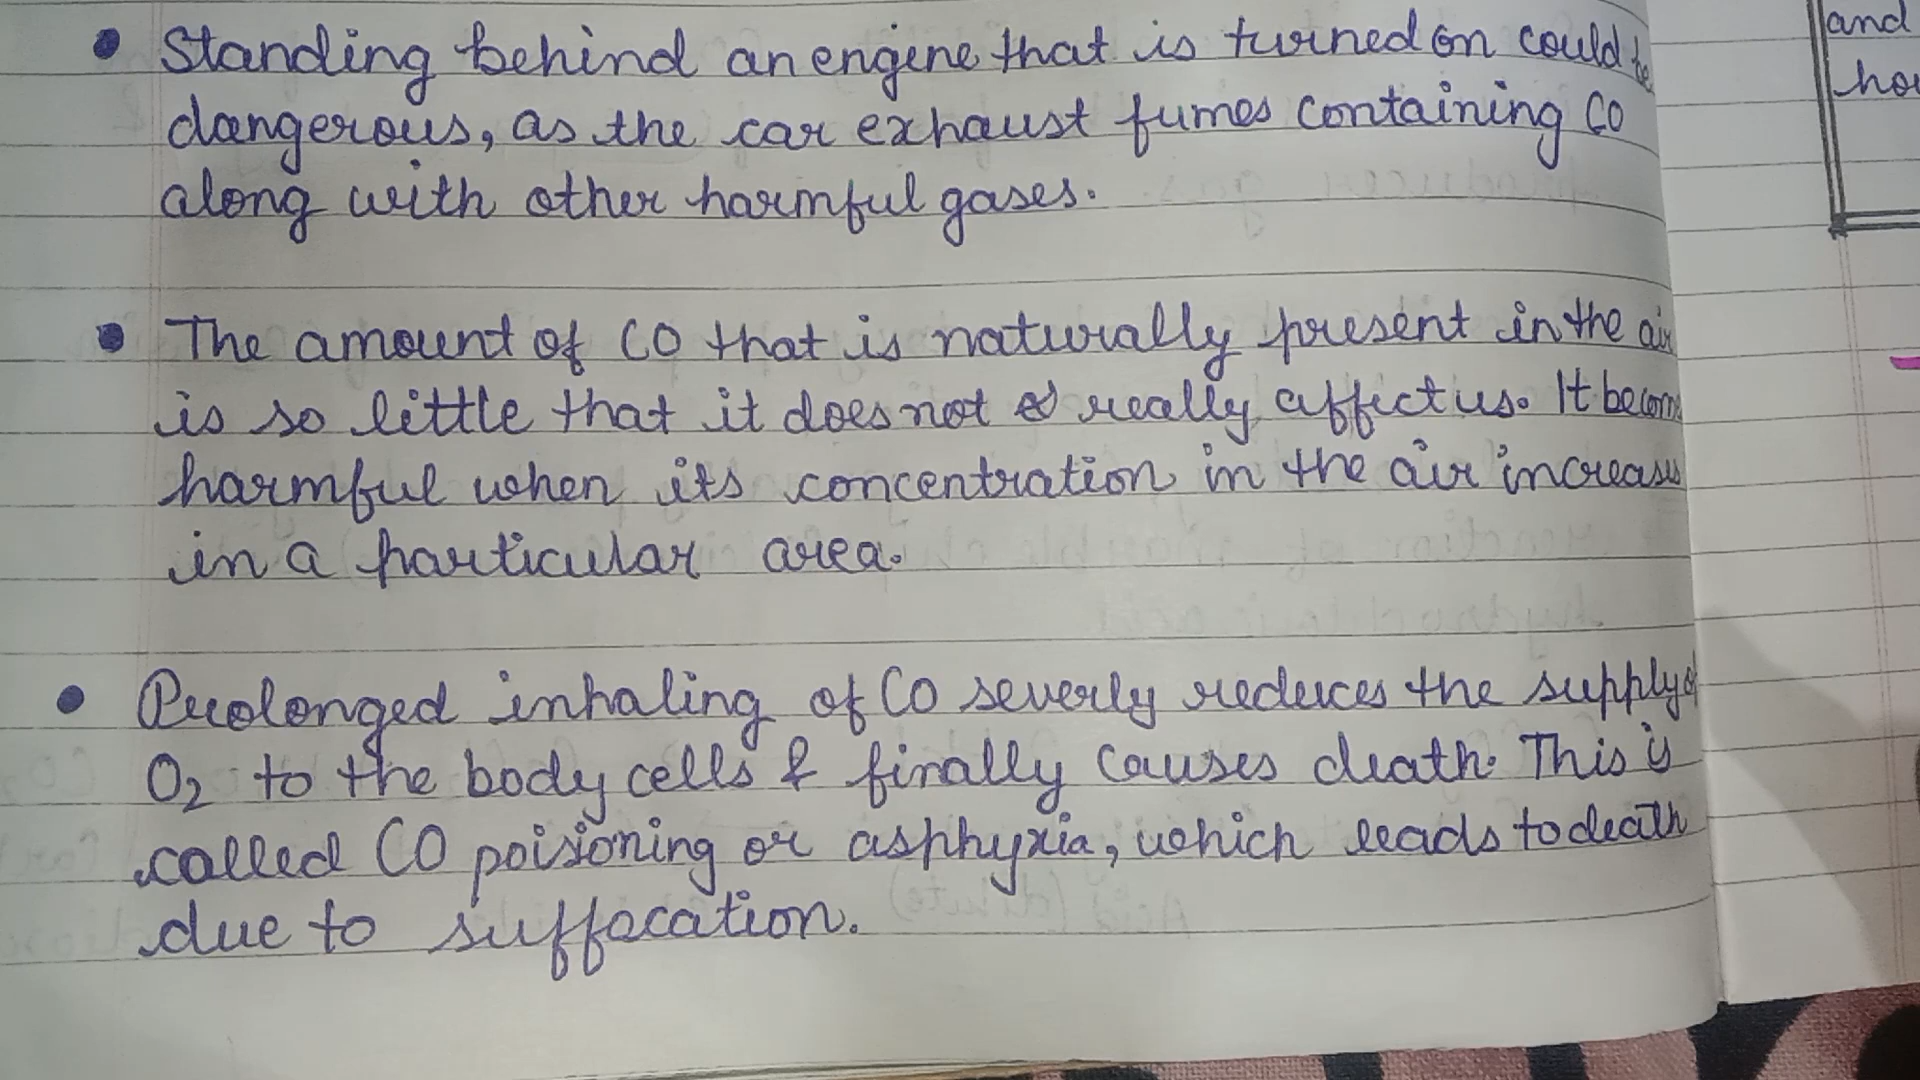 • Standing behind an engine that is turned on could be
dangerous, as the car exhaust fumes containing CO
along with other harmful gases.
• The amount of CO that is naturally present in the air
is so little that it does not really affect us. It becomes
harmful when its concentration in the air increases
in a particular area.
• Prolonged inhaling of CO severly reduces the supply of
O₂ to the body cells & finally causes death. This is
called CO poisioning or asphyxia, which leads to death
due to suffocation.
and